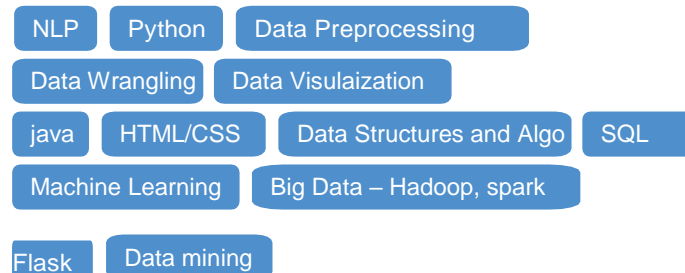 NLP Python Data Preprocessing
Data Wrangling Data Visulaization
java HTML/CSS Data Structures and Algo SQL
Machine Learning Big Data – Hadoop, spark
Flask Data mining